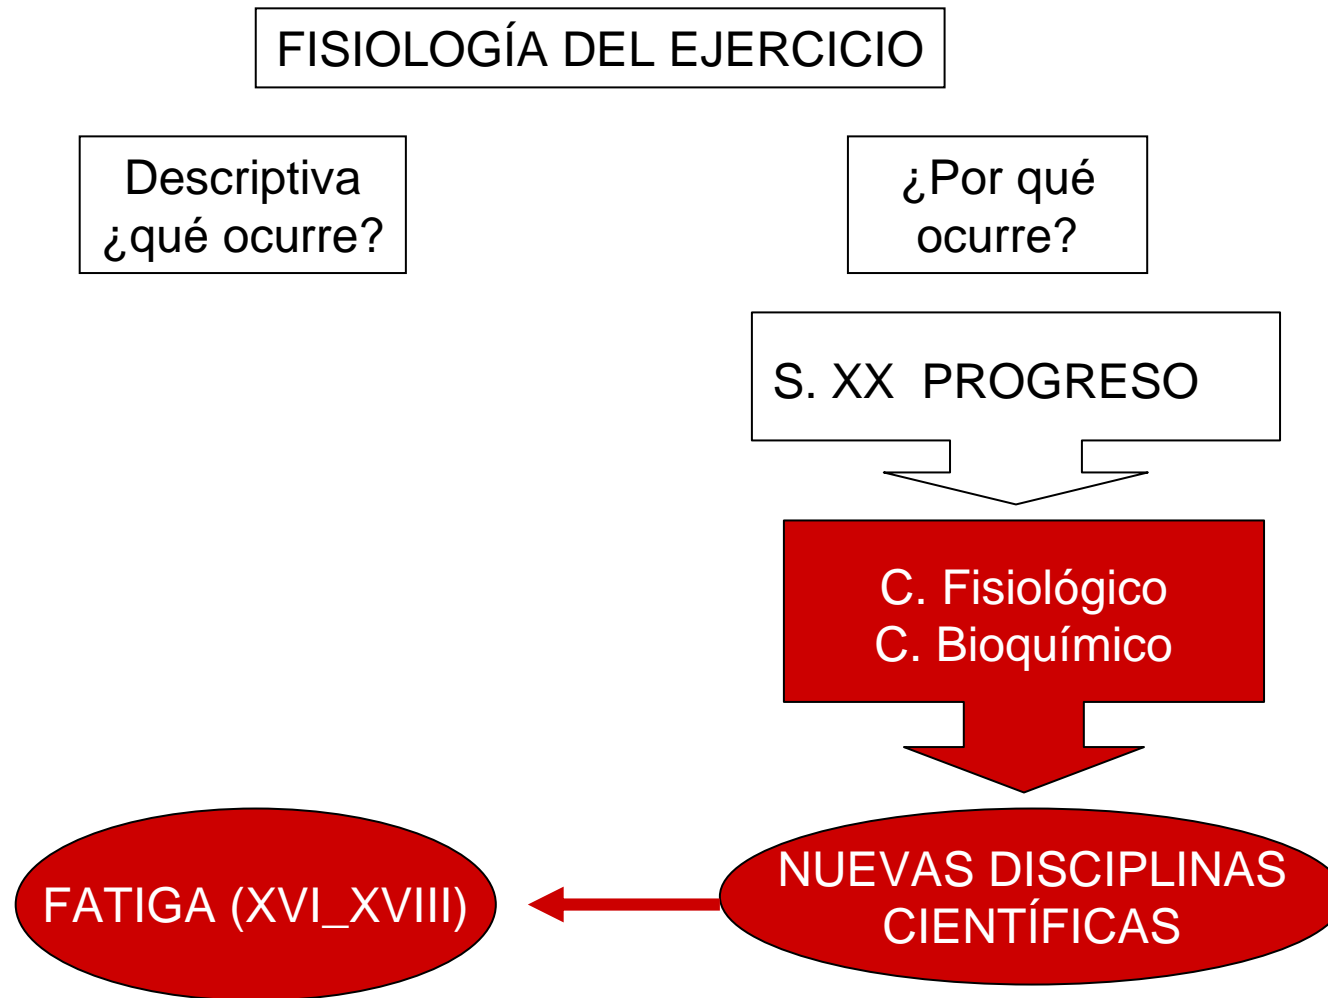 FISIOLOGÍA DEL EJERCICIO
Descriptiva
¿qué ocurre?
¿Por qué
ocurre?
S. XX PROGRESO
C. Fisiológico
C. Bioquímico
NUEVAS DISCIPLINAS
CIENTÍFICAS
FATIGA (XVI_XVIII)